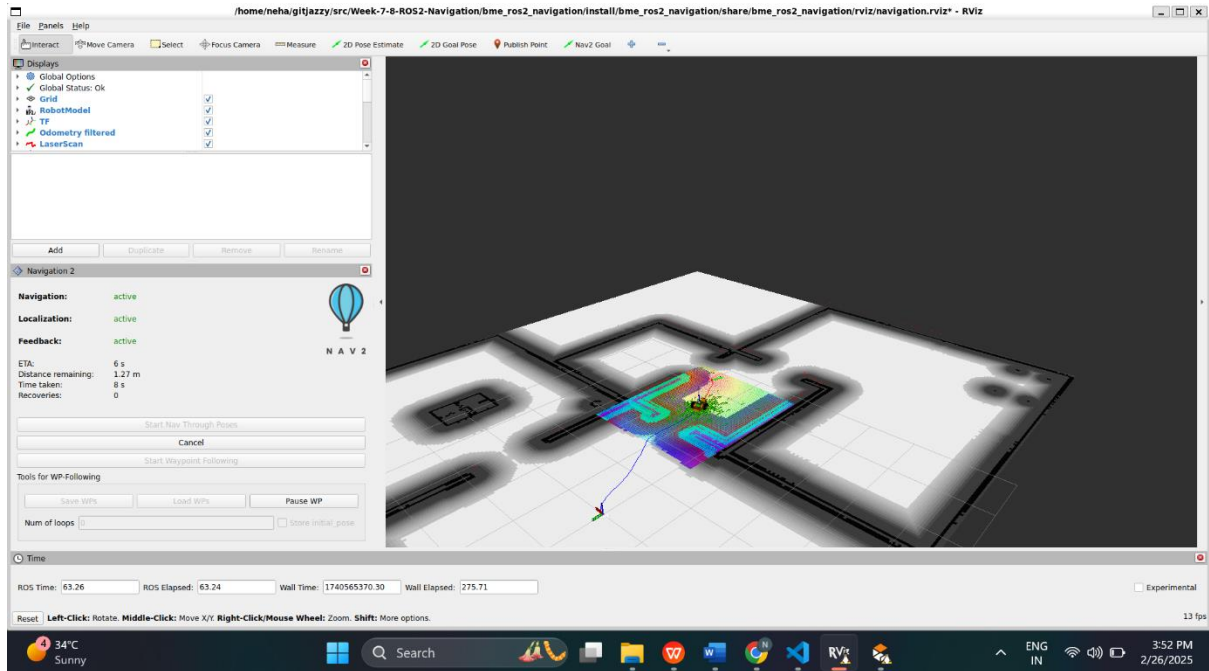 /home/neha/gitjazzy/src/Week-7-8-ROS2-Navigation/bme_ros2_navigation/install/bme_ros2_navigation/share/bme_ros2_navigation/rviz/navigation.rviz* - RViz
File Panels Help
Interact Move Camera Select Focus Camera Measure 2D Pose Estimate 2D Goal Pose Publish Point Nav2 Goal
Displays
Global Options
Global Status: Ok
Grid
RobotModel
TF
Odometry filtered
LaserScan
Add Duplicate Remove Rename
Navigation 2
Navigation: active
Localization: active
Feedback: active
NAV2
ETA: 6 s
Distance remaining: 1.27 m
Time taken: 8 s
Recoveries: 0
Start Nav Through Poses
Cancel
Start Waypoint Following
Tools for WP-Following
Save WPs Load WPs Pause WP
Num of loops 0 Store initial_pose
Time
ROS Time: 63.26 ROS Elapsed: 63.24 Wall Time: 1740565370.30 Wall Elapsed: 275.71 Experimental
Reset Left-Click: Rotate. Middle-Click: Move X/Y. Right-Click/Mouse Wheel: Zoom. Shift: More options. 13 fps
4 34°C
Sunny
Search
RViz
ENG
IN
3:52 PM
2/26/2025